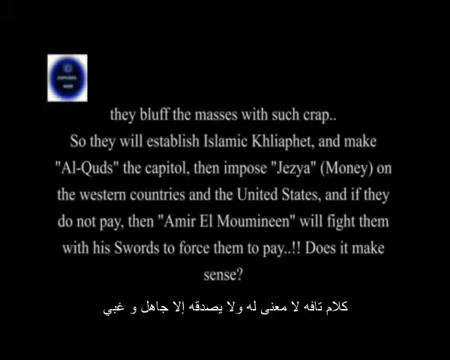 they bluff the masses with such crap..
So they will establish Islamic Khliaphet, and make
"Al-Quds" the capitol, then impose "Jezya" (Money) on
the western countries and the United States, and if they
do not pay, then "Amir El Moumineen" will fight them
with his Swords to force them to pay..!! Does it make
sense?
كلام تافه لا معنى له ولا يصدقه إلا جاهل و غبي